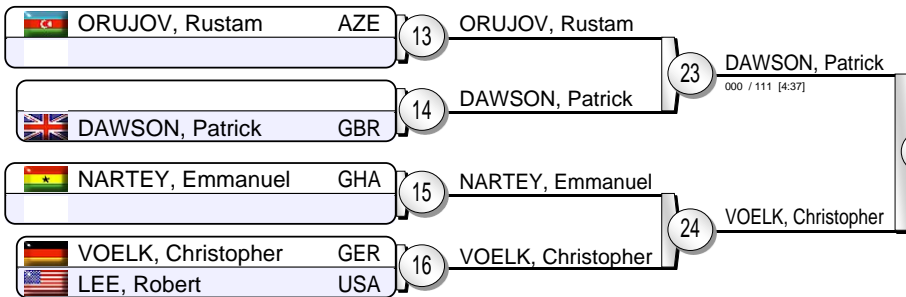 ORUJOV, Rustam AZE
13
ORUJOV, Rustam
23
DAWSON, Patrick
000 / 111 [4:37]
DAWSON, Patrick GBR
14
DAWSON, Patrick
NARTEY, Emmanuel GHA
15
NARTEY, Emmanuel
24
VOELK, Christopher
VOELK, Christopher GER
LEE, Robert USA
16
VOELK, Christopher